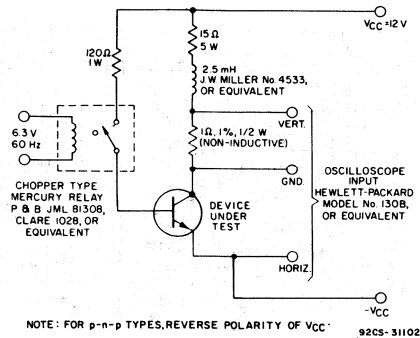 VCC=12V
120Ω
1W
15Ω
5 W
2.5 mH
J.W. MILLER No. 4533,
OR EQUIVALENT
VERT.
1Ω, 1%, 1/2 W
(NON-INDUCTIVE)
6.3 V
60 Hz
GND.
OSCILLOSCOPE
INPUT
HEWLETT-PACKARD
MODEL No. 130B,
OR EQUIVALENT
CHOPPER TYPE
MERCURY RELAY
P & B JML 81308,
CLARE 1028, OR
EQUIVALENT
DEVICE
UNDER
TEST
HORIZ.
-VCC
NOTE: FOR p-n-p TYPES, REVERSE POLARITY OF VCC.
92CS-31102